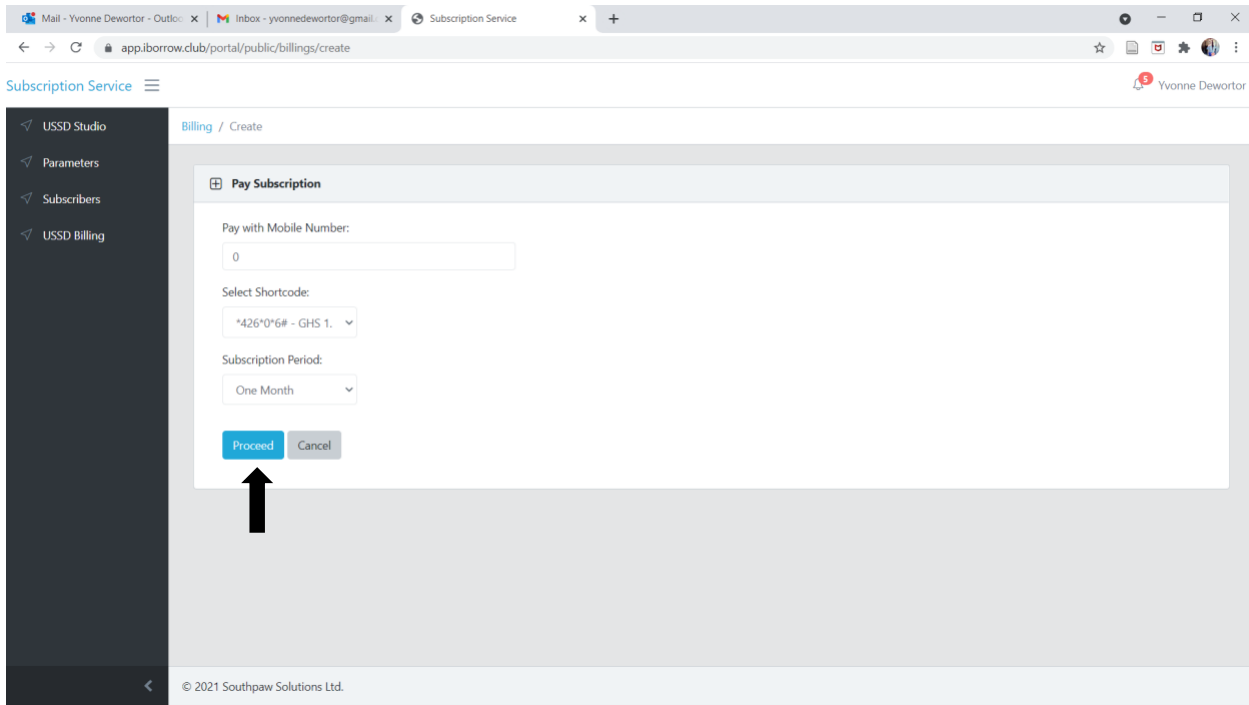 Mail - Yvonne Dewortor - Outloo
Inbox - yvonnedewortor@gmail.
Subscription Service
app.iborrow.club/portal/public/billings/create
Subscription Service
5
Yvonne Dewortor
USSD Studio
Parameters
Subscribers
USSD Billing
Billing / Create
Pay Subscription
Pay with Mobile Number:
0
Select Shortcode:
*426*0*6# - GHS 1.
Subscription Period:
One Month
Proceed
Cancel
© 2021 Southpaw Solutions Ltd.